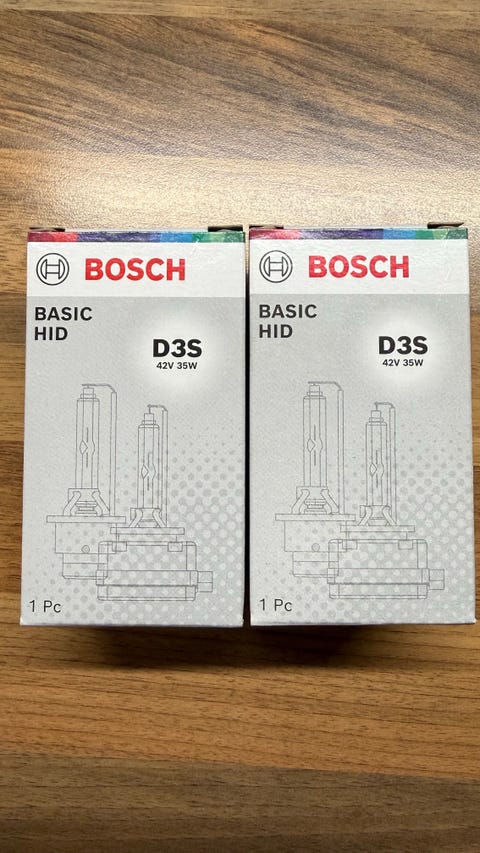 BOSCH
BASIC
HID
D3S
42V 35W
1 Pc
BOSCH
BASIC
HID
D3S
42V 35W
1 Pc